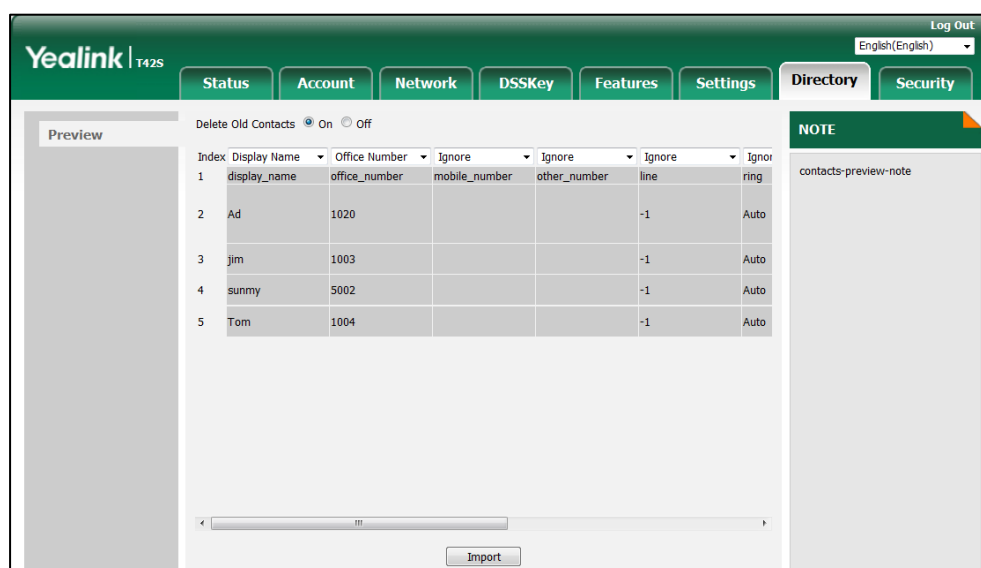 Log Out
Yealink | T42S
English(English)
Status Account Network DSSKey Features Settings Directory Security
Preview
Delete Old Contacts On Off
NOTE
contacts-preview-note
Index Display Name Office Number Ignore Ignore Ignore Ignor
1 display_name office_number mobile_number other_number line ring
2 Ad 1020 -1 Auto
3 jim 1003 -1 Auto
4 sunmy 5002 -1 Auto
5 Tom 1004 -1 Auto
Import